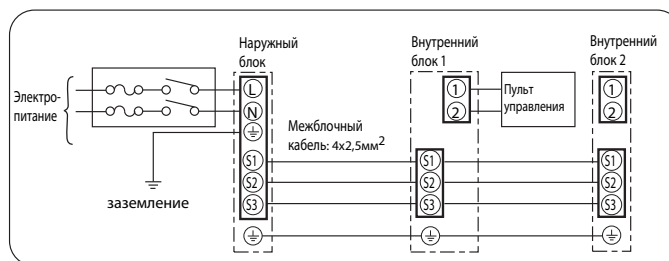 Наружный
блок
Внутренний
блок 1
Внутренний
блок 2
Электро-
питание
L
N
1
2
Пульт
управления
1
2
Межблочный
кабель: 4x2,5мм²
заземление
S1
S2
S3
S1
S2
S3
S1
S2
S3